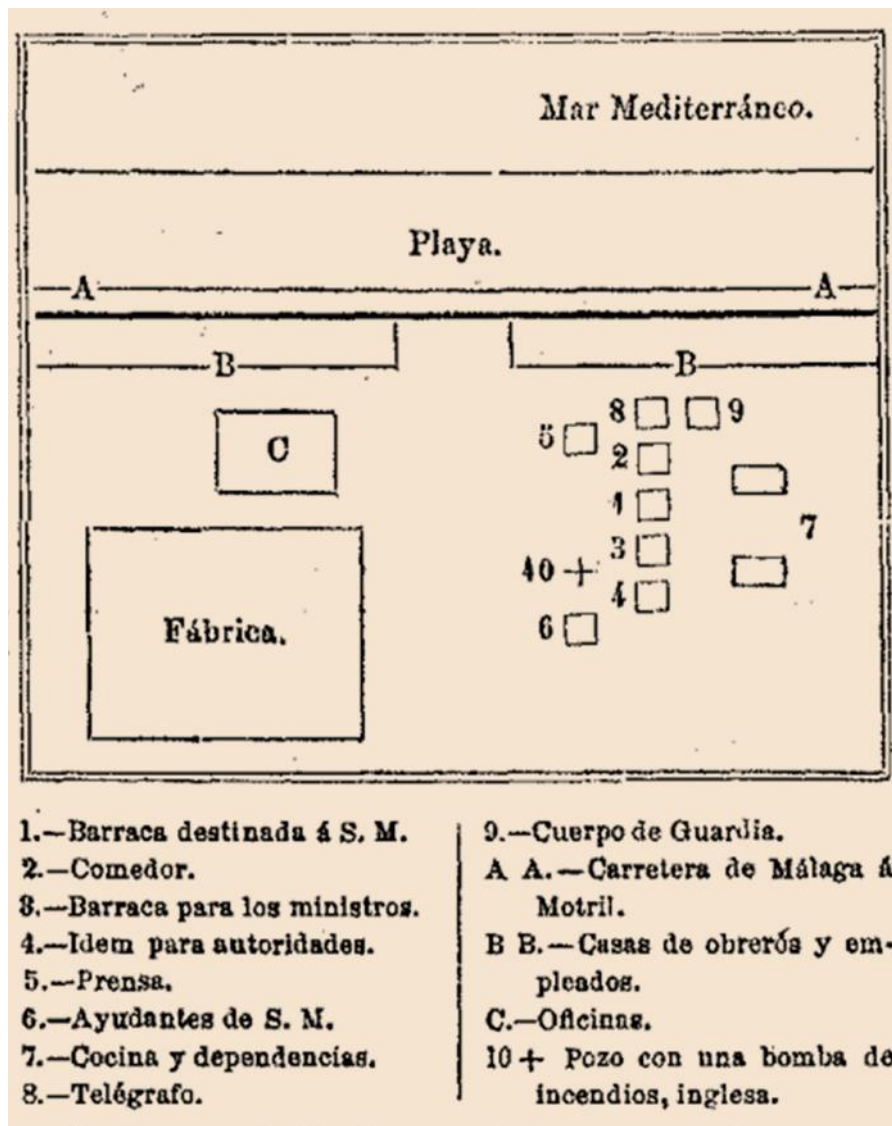 Mar Mediterráneo.
Playa.
A A
B B
8 9
5
C
2
1
7
3
10 +
4
Fábrica.
6
1.—Barraca destinada á S. M.
2.—Comedor.
3.—Barraca para los ministros.
4.—Idem para autoridades.
5.—Prensa.
6.—Ayudantes de S. M.
7.—Cocina y dependencias.
8.—Telégrafo.
9.—Cuerpo de Guardia.
A A.—Carretera de Málaga á
Motril.
B B.—Casas de obrerós y em-
pleados.
C.—Oficinas.
10 + Pozo con una bomba de
incendios, inglesa.